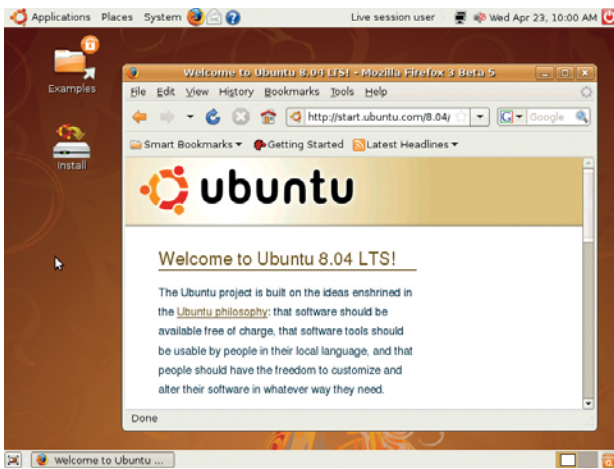 Applications Places System Live session user Wed Apr 23, 10:00 AM
Examples
Install
Welcome to Ubuntu 8.04 LTS! - Mozilla Firefox 3 Beta 5
File Edit View History Bookmarks Tools Help
http://start.ubuntu.com/8.04/ G Google
Smart Bookmarks Getting Started Latest Headlines
ubuntu
Welcome to Ubuntu 8.04 LTS!
The Ubuntu project is built on the ideas enshrined in
the Ubuntu philosophy: that software should be
available free of charge, that software tools should
be usable by people in their local language, and that
people should have the freedom to customize and
alter their software in whatever way they need.
Done
Welcome to Ubuntu ...